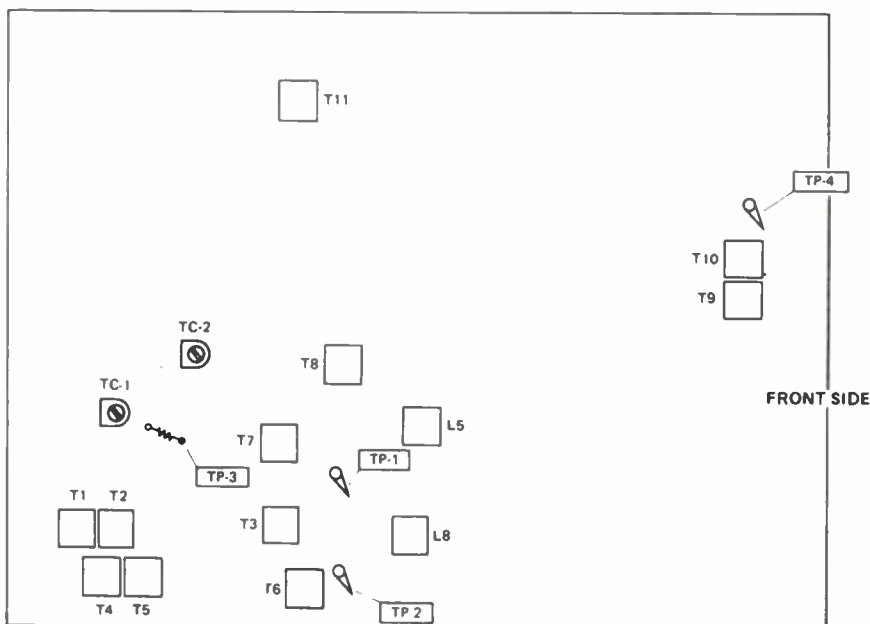 T11
TP-4
T10
T9
TC-2
T8
TC-1
FRONT SIDE
L5
T7
TP-1
TP-3
T1 T2
T3
L8
T6
T4 T5
TP 2